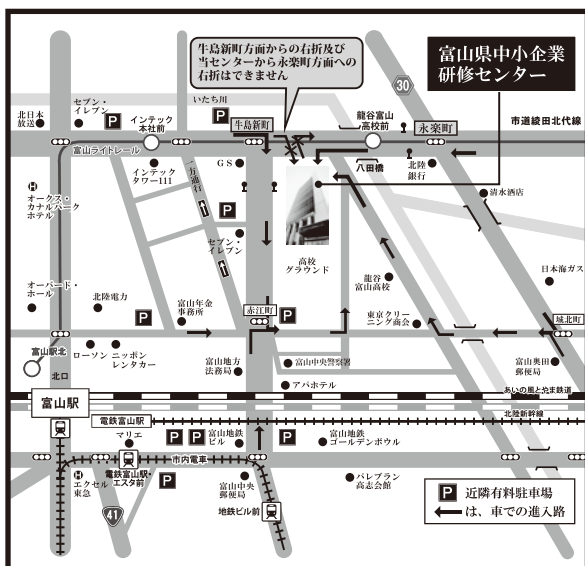 牛島新町方面からの右折及び
当センターから永楽町方面への
右折はできません
富山県中小企業
研修センター
30
市道綾田北代線
北日本
放送
セブン-
イレブン
P
インテック
本社前
いたち川
P
牛島新町
龍谷富山
高校前
永楽町
富山ライトレール
インテック
タワー111
一方通行
GS
八田橋
北陸
銀行
清水酒店
H
オークス・
カナルパーク
ホテル
P
セブン-
イレブン
高校
グラウンド
龍谷
富山高校
日本海ガス
オーバード・
ホール
北陸電力
P
富山年金
事務所
赤江町
P
東京クリー
ニング商会
城北町
富山駅北
ローソン
ニッポン
レンタカー
富山地方
法務局
富山中央警察署
富山奥田
郵便局
北口
アパホテル
あいの風とやま鉄道
富山駅
電鉄富山駅
北陸新幹線
マリエ
P
P
富山地鉄
ビル
P
富山地鉄
ゴールデンボウル
市内電車
H
エクセル
東急
電鉄富山駅・
エスタ前
P
富山中央
郵便局
パレブラン
高志会館
41
地鉄ビル前
P 近隣有料駐車場
は、車での進入路